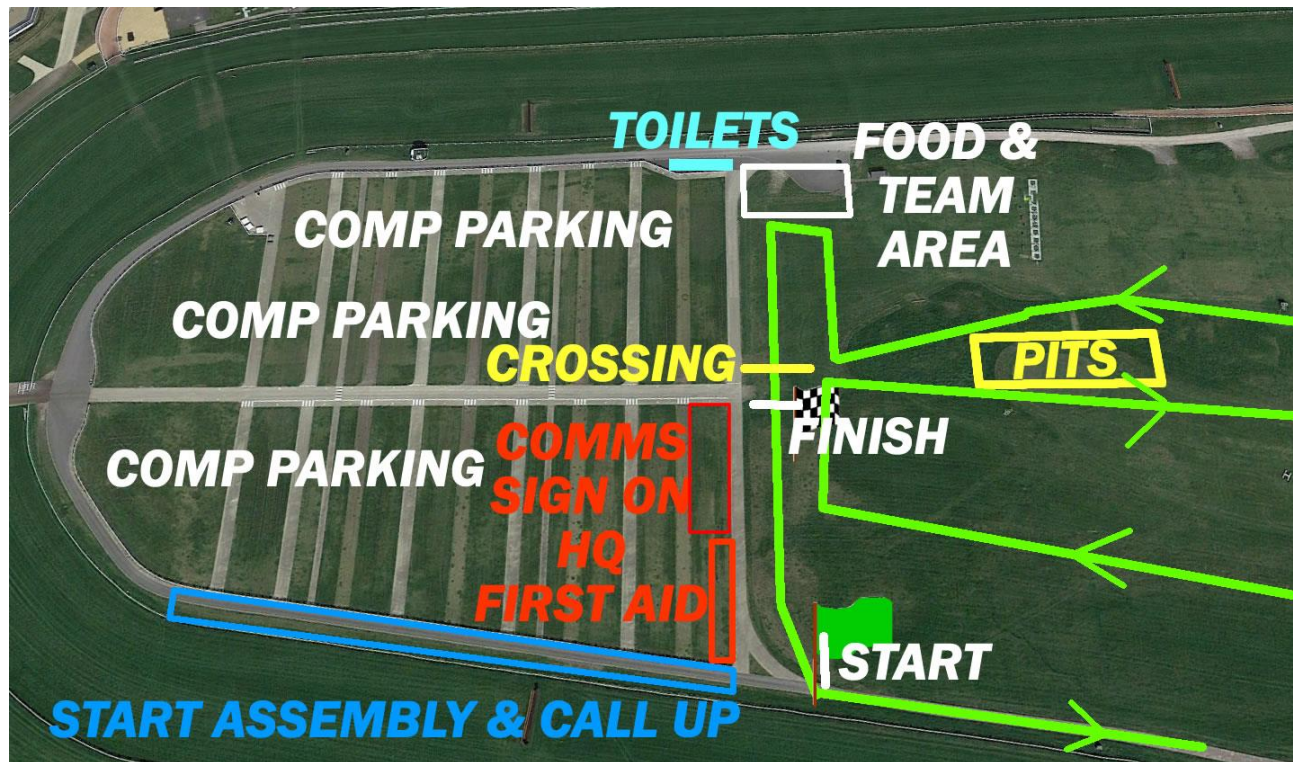 TOILETS
FOOD &
TEAM
AREA
COMP PARKING
COMP PARKING
CROSSING
PITS
FINISH
COMP PARKING
COMMS
SIGN ON
HQ
FIRST AID
START
START ASSEMBLY & CALL UP